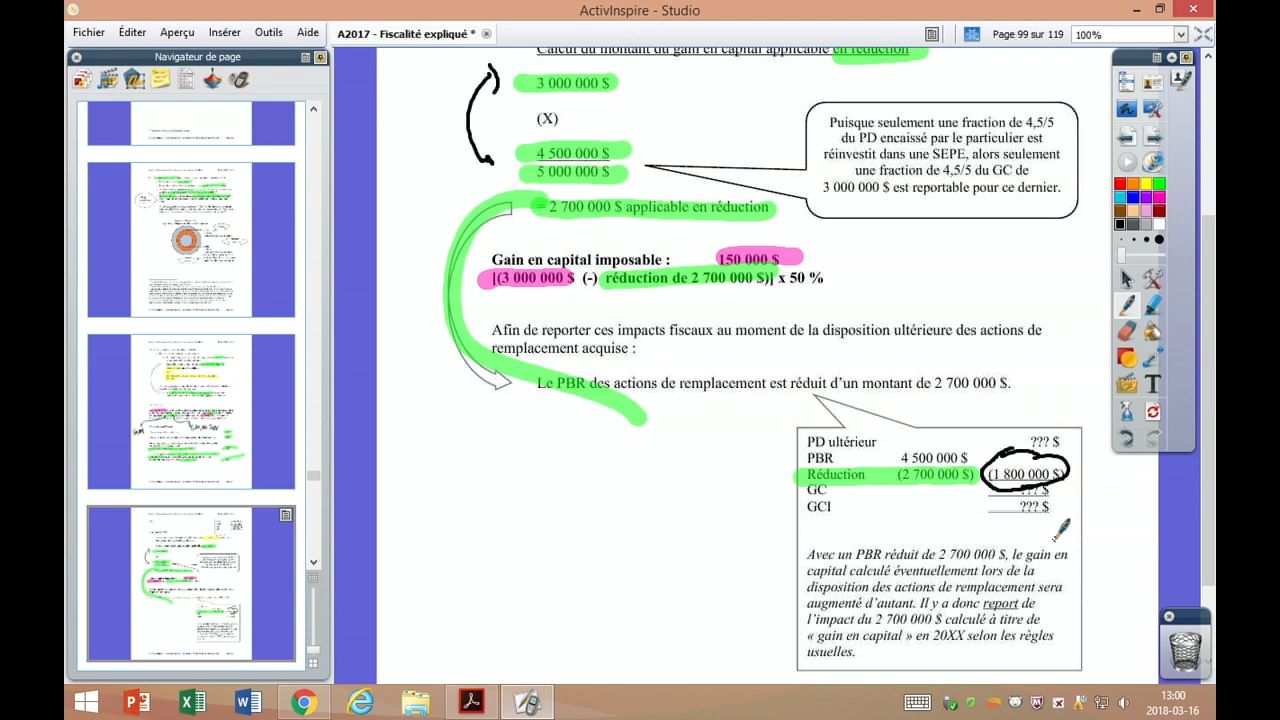 ActivInspire - Studio
Fichier Éditer Aperçu Insérer Outils Aide
A2017 - Fiscalité expliqué *
Page 99 sur 119
100%
Navigateur de page
Calcul du montant du gain en capital applicable en réduction
3 000 000 $
(X)
4 500 000 $
5 000 000 $
= 2 700 000 $ applicable en réduction
Puisque seulement une fraction de 4,5/5
du PD encaissé par le particulier est
réinvesti dans une SEPE, alors seulement
une fraction de 4,5/5 du GC de
3 000 000 $ est reportable par ce dernier.
Gain en capital imposable : 150 000 $
[(3 000 000 $ (-) réduction de 2 700 000 $)] x 50 %
Afin de reporter ces impacts fiscaux au moment de la disposition ultérieure des actions de
remplacement acquise :
Le PBR des actions de remplacement est réduit d'un montant de 2 700 000 $.
PD ultérieur ??? $
PBR 4 500 000 $
Réduction (2 700 000 $) (1 800 000 $)
GC ??? $
GCI ??? $
Avec un PBR réduit de 2 700 000 $, le gain en
capital calculé éventuellement lors de la
disposition des actions de remplacement sera
augmenté d'autant. Il y a donc report de
l'impact du 2 700 000 $ calculé à titre de
« gain en capital » en 20XX selon les règles
usuelles.
13:00
2018-03-16